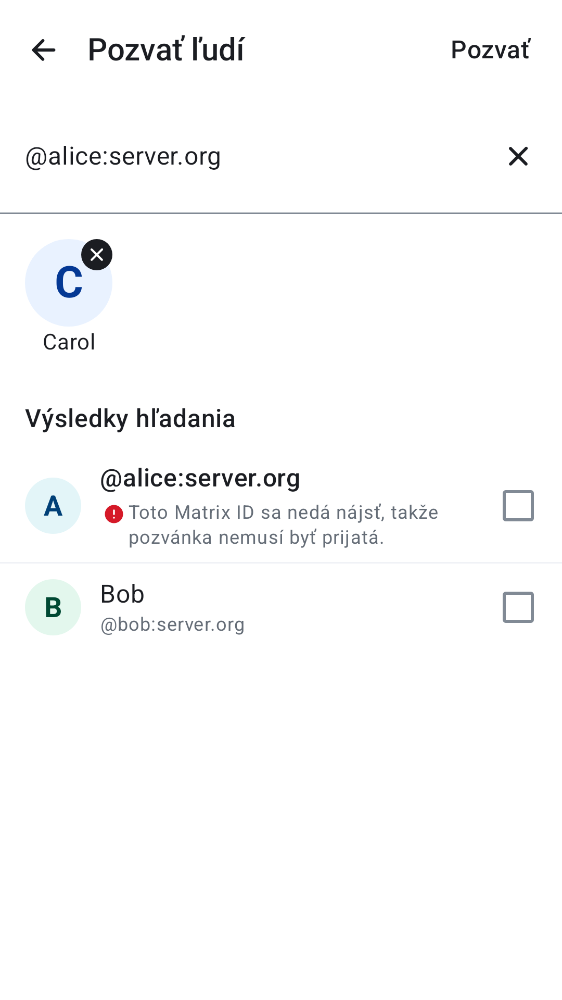 Pozvať ľudí
Pozvať
@alice:server.org
C
Carol
Výsledky hľadania
A
@alice:server.org
Toto Matrix ID sa nedá nájsť, takže
pozvánka nemusí byť prijatá.
B
Bob
@bob:server.org